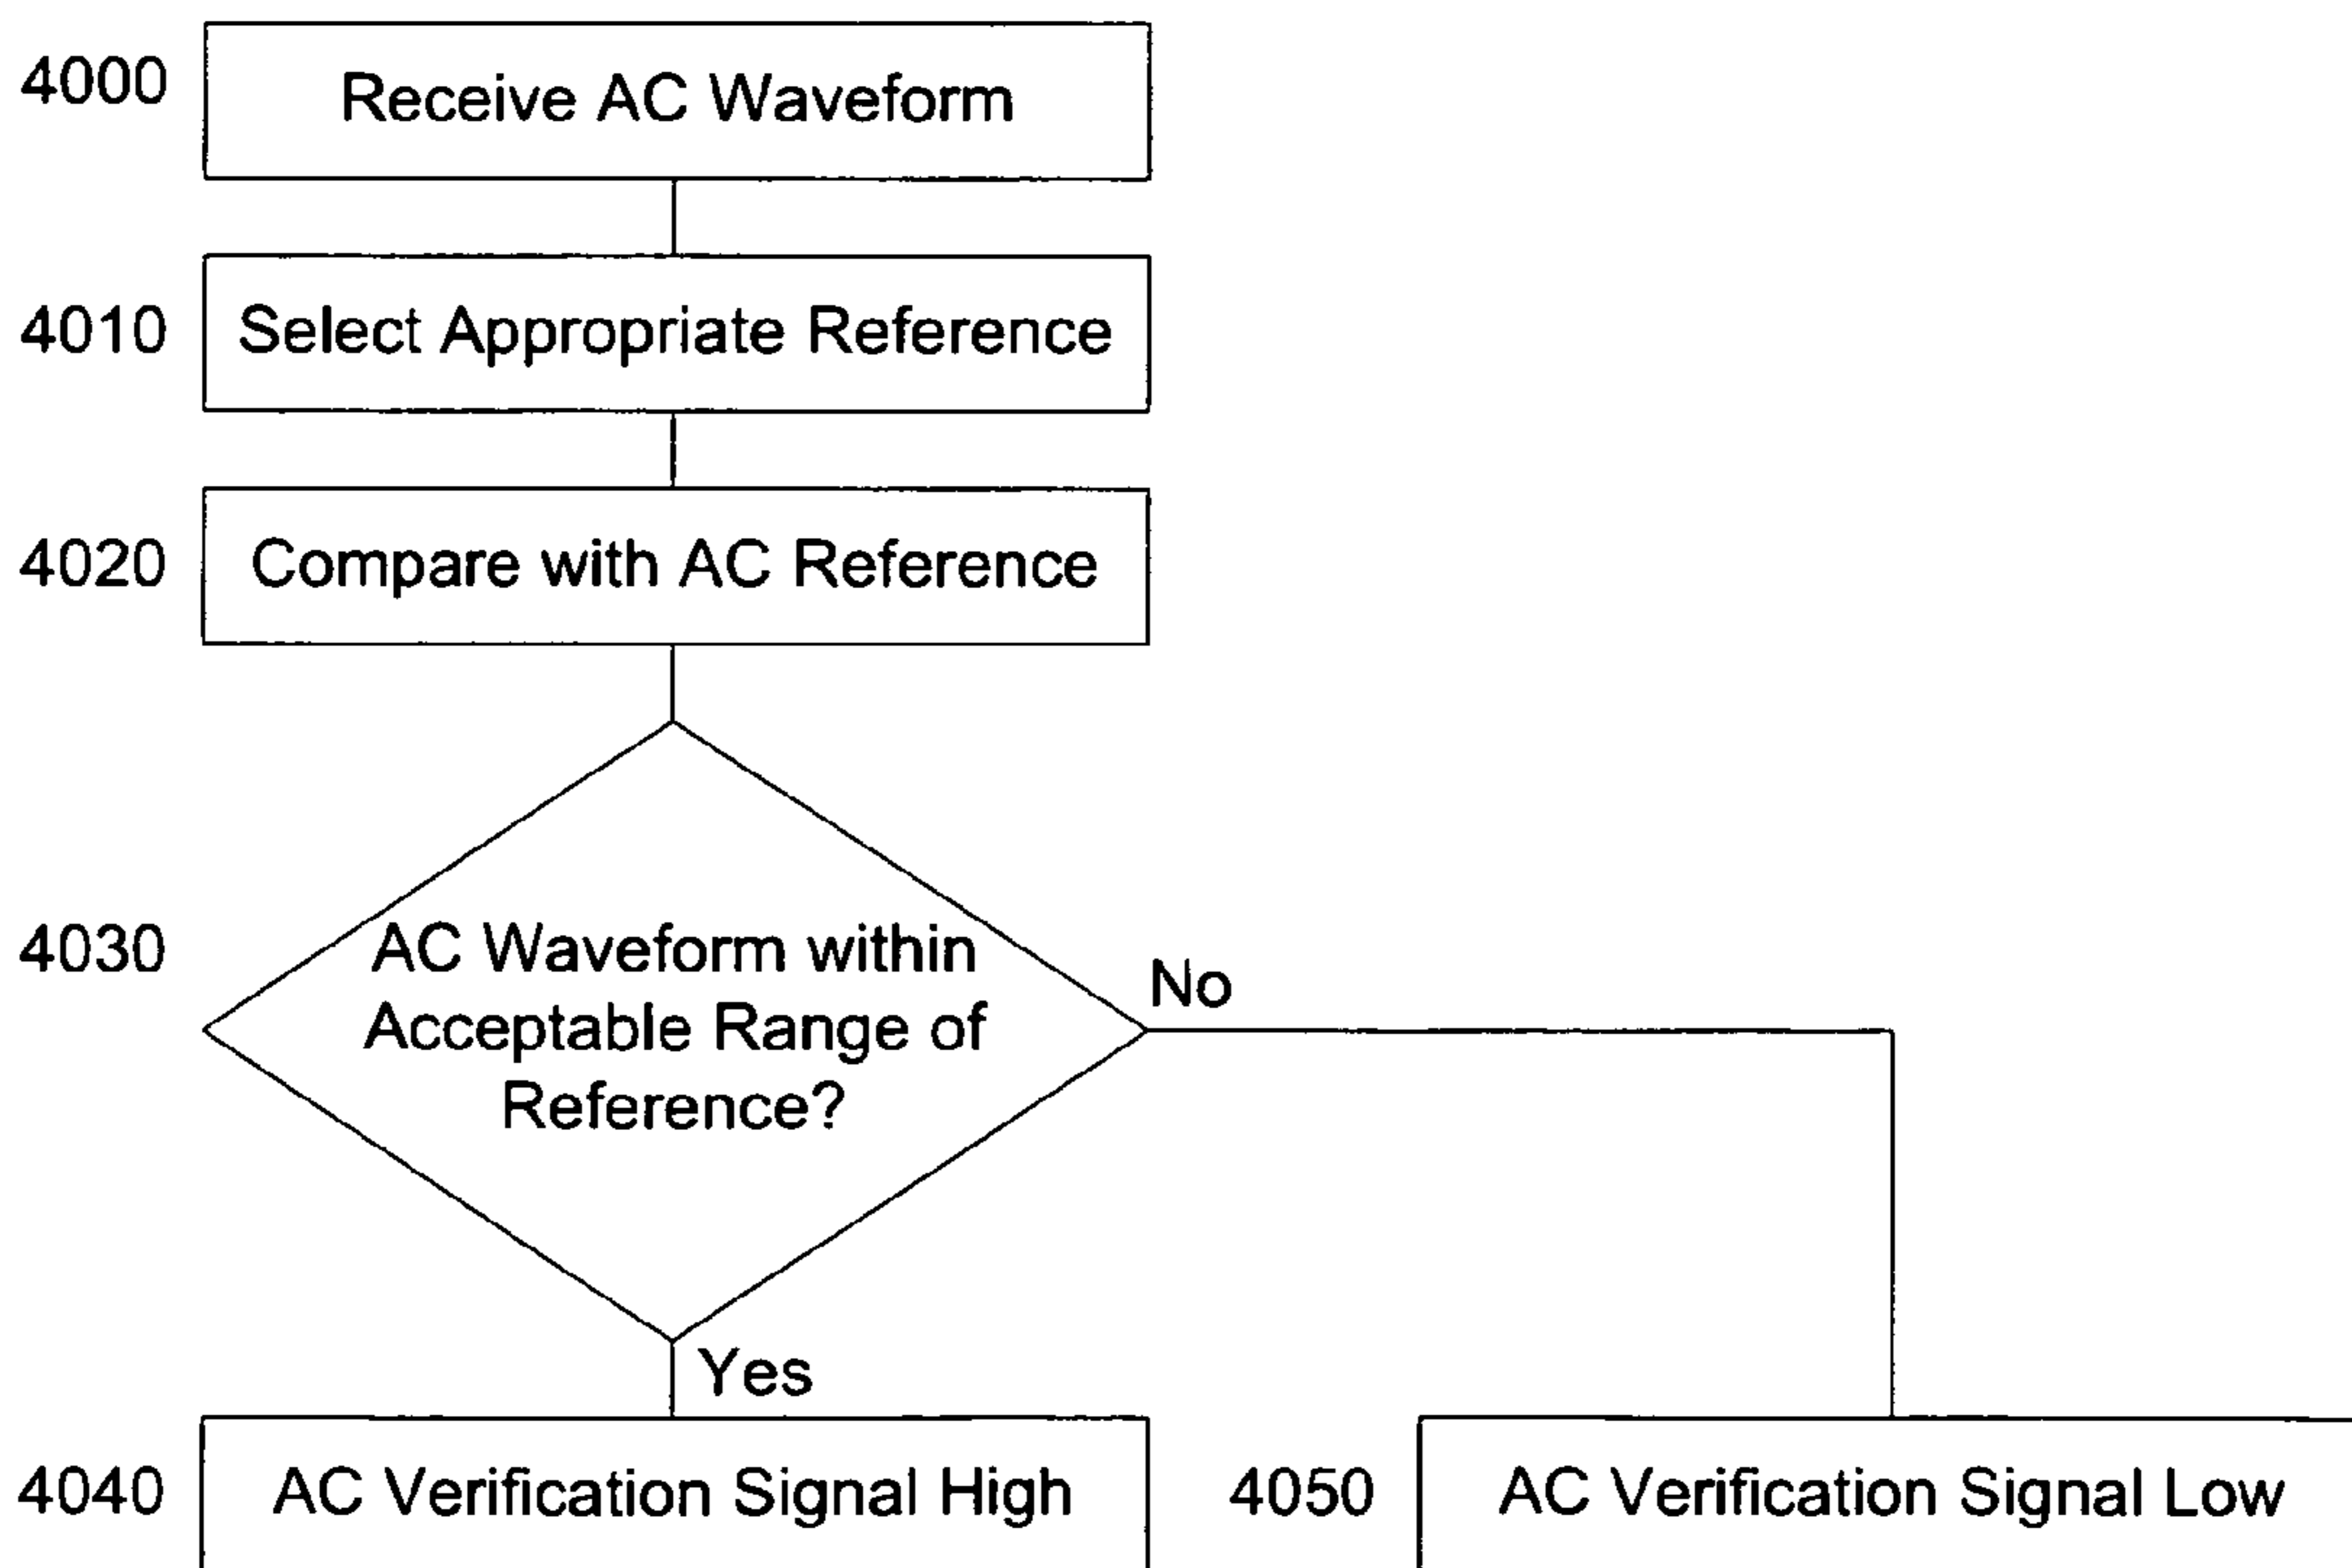 4000
Receive AC Waveform
4010
Select Appropriate Reference
4020
Compare with AC Reference
4030
AC Waveform within
Acceptable Range of
Reference?
No
Yes
4040
AC Verification Signal High
4050
AC Verification Signal Low